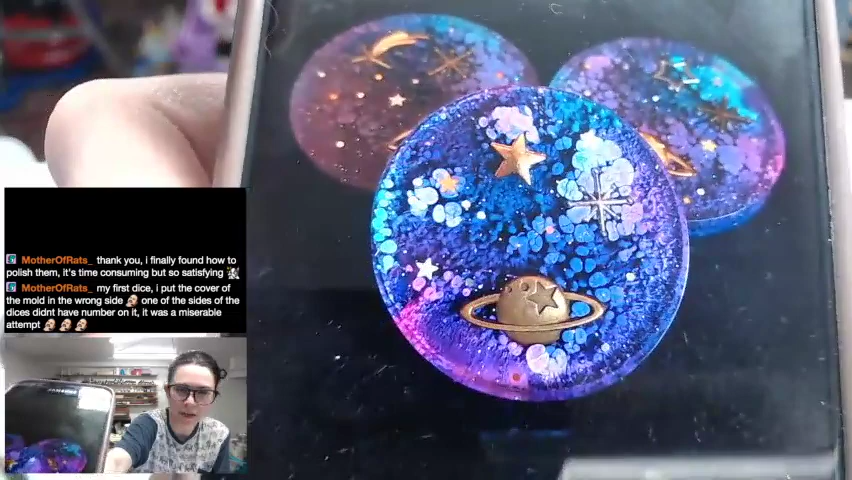 MotherOfRats_ thank you, i finally found how to
polish them, it's time consuming but so satisfying
MotherOfRats_ my first dice, i put the cover of
the mold in the wrong side one of the sides of the
dices didnt have number on it, it was a miserable
attempt